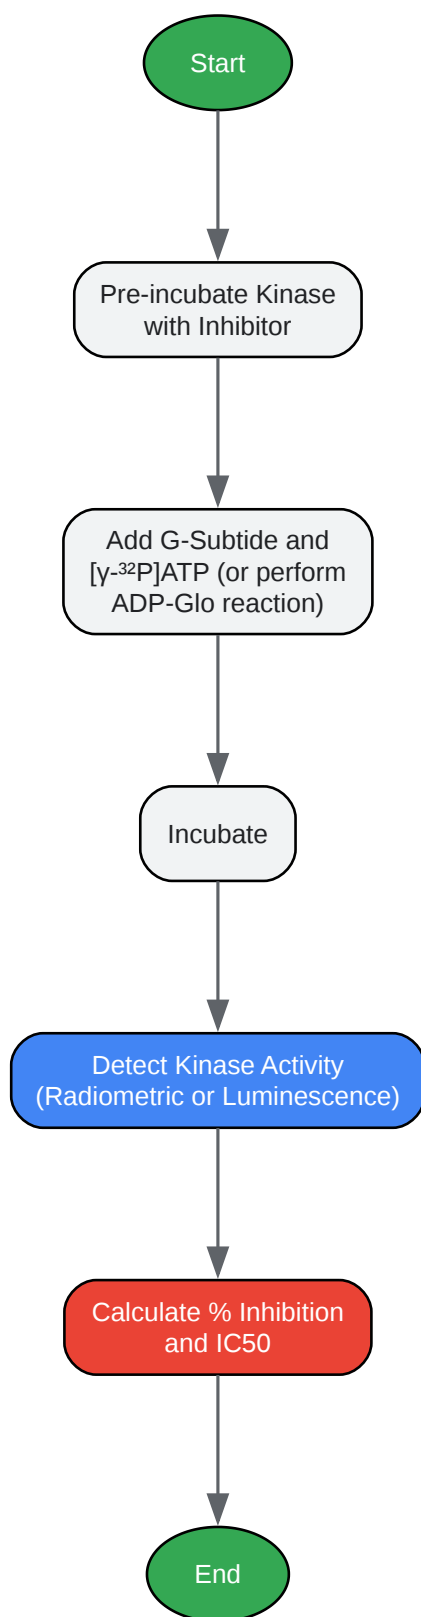 Start
Pre-incubate Kinase
with Inhibitor
Add G-Subtide and
[γ-³²P]ATP (or perform
ADP-Glo reaction)
Incubate
Detect Kinase Activity
(Radiometric or Luminescence)
Calculate % Inhibition
and IC50
End